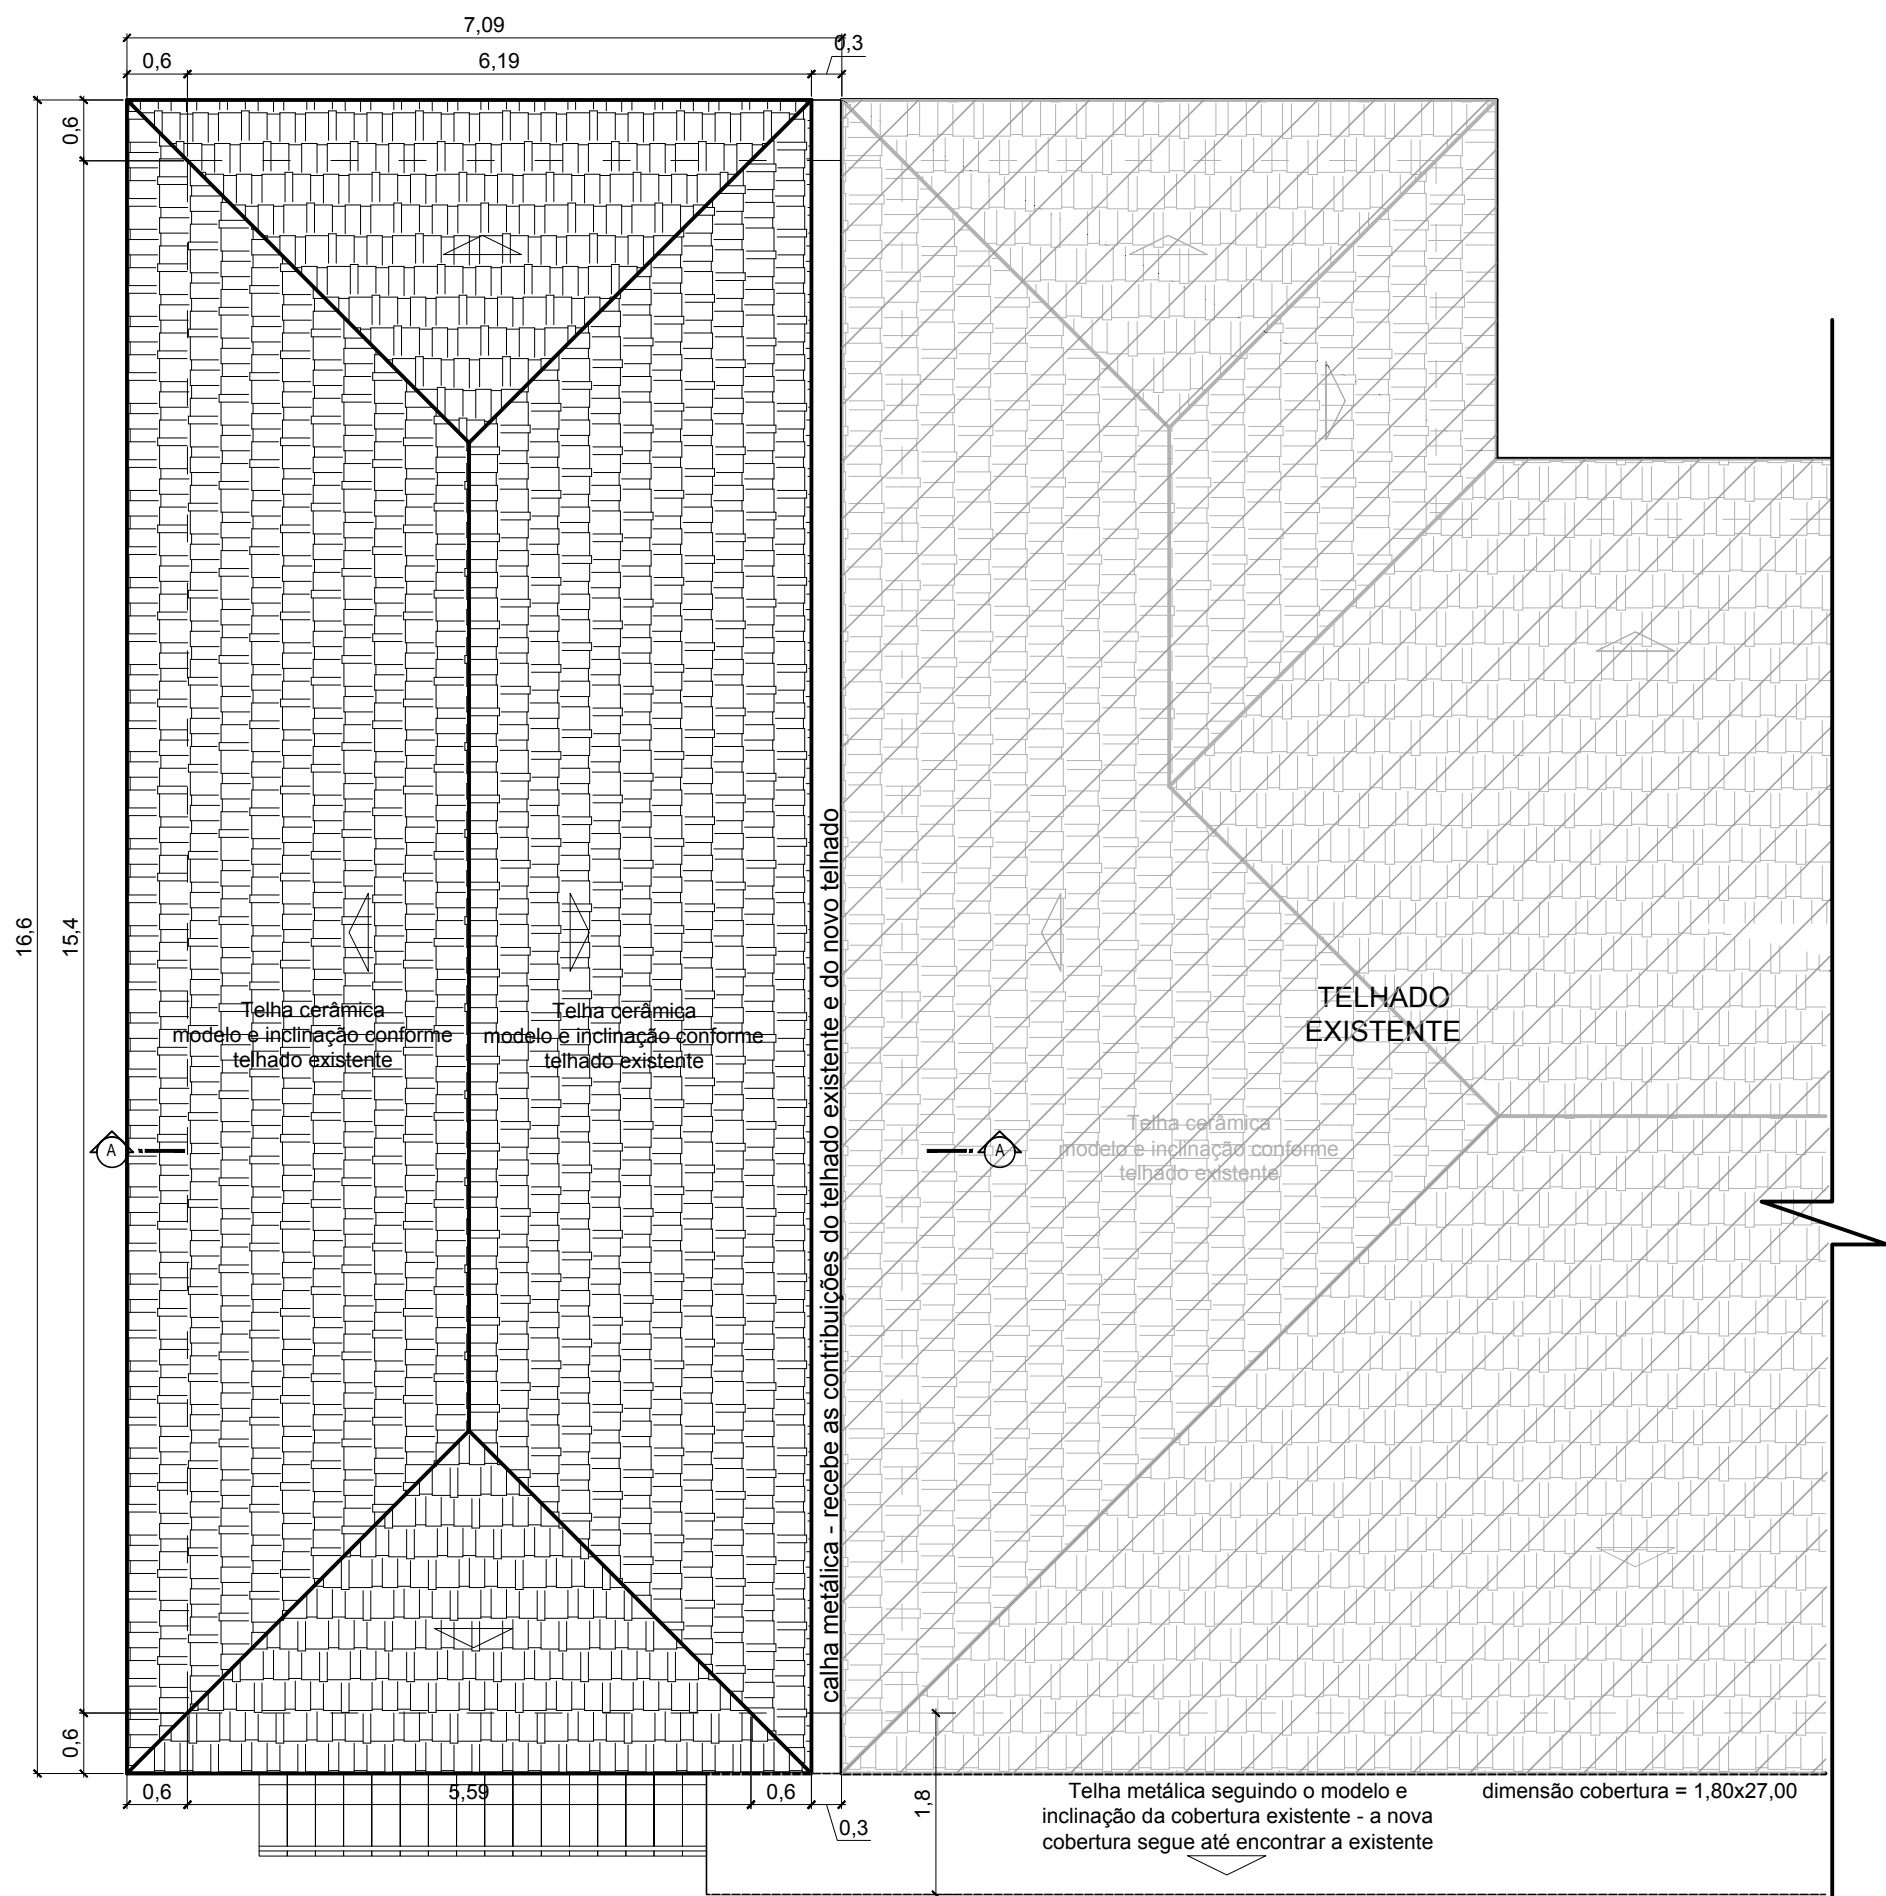 7,09
0,6
6,19
0,3
0,6
16,6
15,4
0,6
Telha cerâmica
modelo e inclinação conforme
telhado existente
Telha cerâmica
modelo e inclinação conforme
telhado existente
calha metálica - recebe as contribuições do telhado existente e do novo telhado
TELHADO
EXISTENTE
Telha cerâmica
modelo e inclinação conforme
telhado existente
A
A
0,6
5,59
0,6
0,3
1,8
Telha metálica seguindo o modelo e
inclinação da cobertura existente - a nova
cobertura segue até encontrar a existente
dimensão cobertura = 1,80x27,00